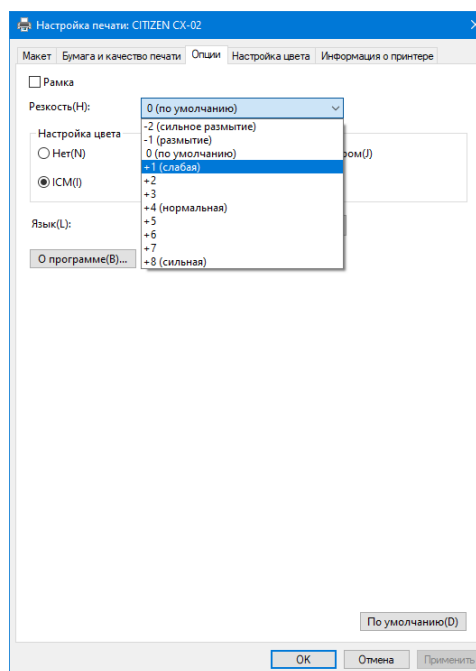 Настройка печати: CITIZEN CX-02
Макет Бумага и качество печати Опции Настройка цвета Информация о принтере
Рамка
Резкость(H): 0 (по умолчанию)
-2 (сильное размытие)
-1 (размытие)
0 (по умолчанию)
+1 (слабая)
+2
+3
+4 (нормальная)
+5
+6
+7
+8 (сильная)
Настройка цвета
Нет(N)
ICM(I)
Язык(L):
О программе(B)...
По умолчанию(D)
OK Отмена Применить